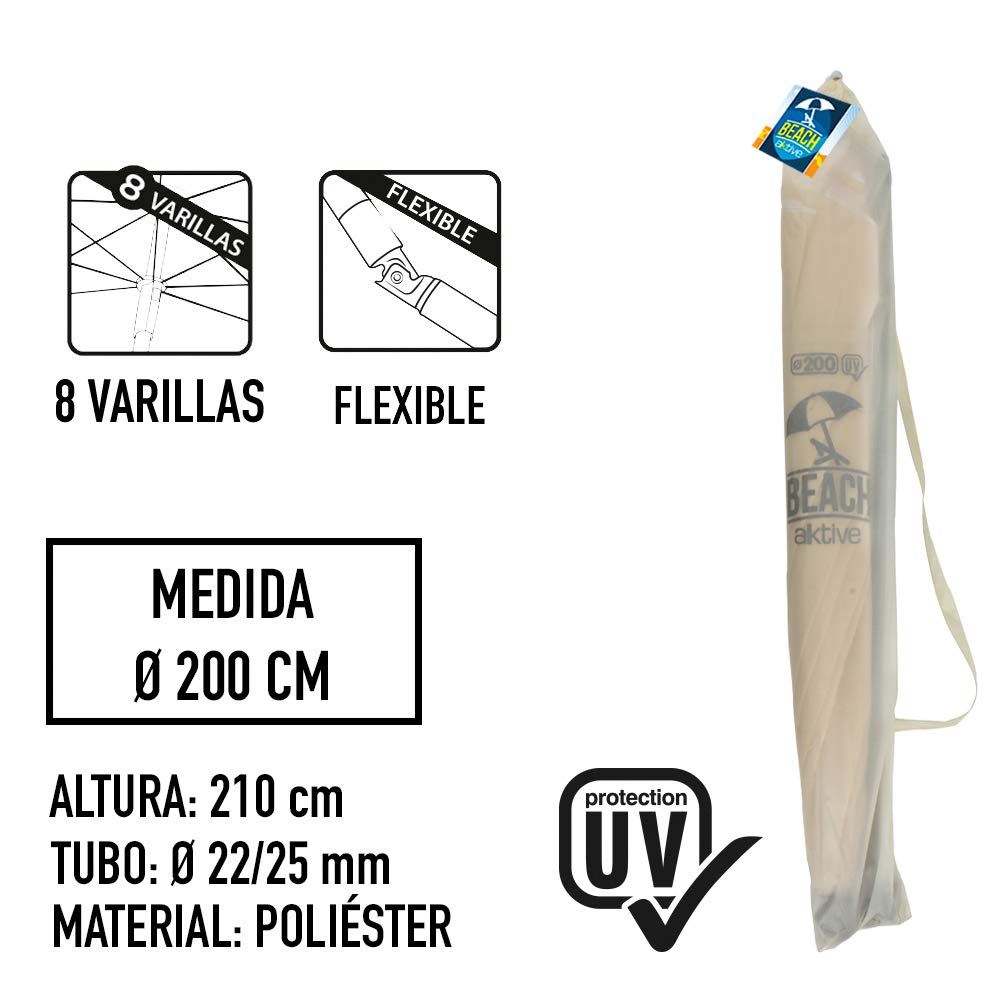 8 VARILLAS
FLEXIBLE
8 VARILLAS
FLEXIBLE
MEDIDA
Ø 200 CM
ALTURA: 210 cm
TUBO: Ø 22/25 mm
MATERIAL: POLIÉSTER
protection
UV
BEACH
aktive
Ø200 UV
BEACH
aktive